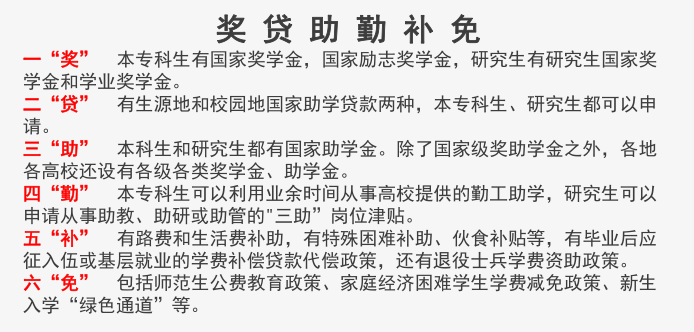 奖贷助勤补免
一“奖” 本专科生有国家奖学金，国家励志奖学金，研究生有研究生国家奖
学金和学业奖学金。
二“贷” 有生源地和校园地国家助学贷款两种，本专科生、研究生都可以申
请。
三“助” 本科生和研究生都有国家助学金。除了国家级奖助学金之外，各地
各高校还设有各级各类奖学金、助学金。
四“勤” 本专科生可以利用业余时间从事高校提供的勤工助学，研究生可以
申请从事助教、助研或助管的"三助”岗位津贴。
五“补” 有路费和生活费补助，有特殊困难补助、伙食补贴等，有毕业后应
征入伍或基层就业的学费补偿贷款代偿政策，还有退役士兵学费资助政策。
六“免” 包括师范生公费教育政策、家庭经济困难学生学费减免政策、新生
入学“绿色通道”等。